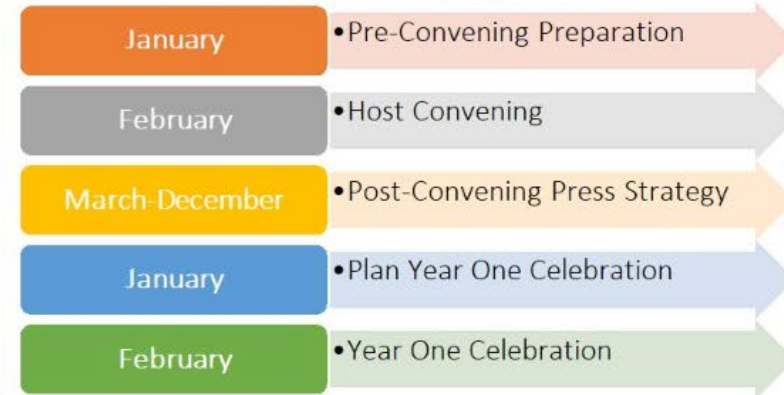 January
•Pre-Convening Preparation
February
•Host Convening
March-December
•Post-Convening Press Strategy
January
•Plan Year One Celebration
February
•Year One Celebration